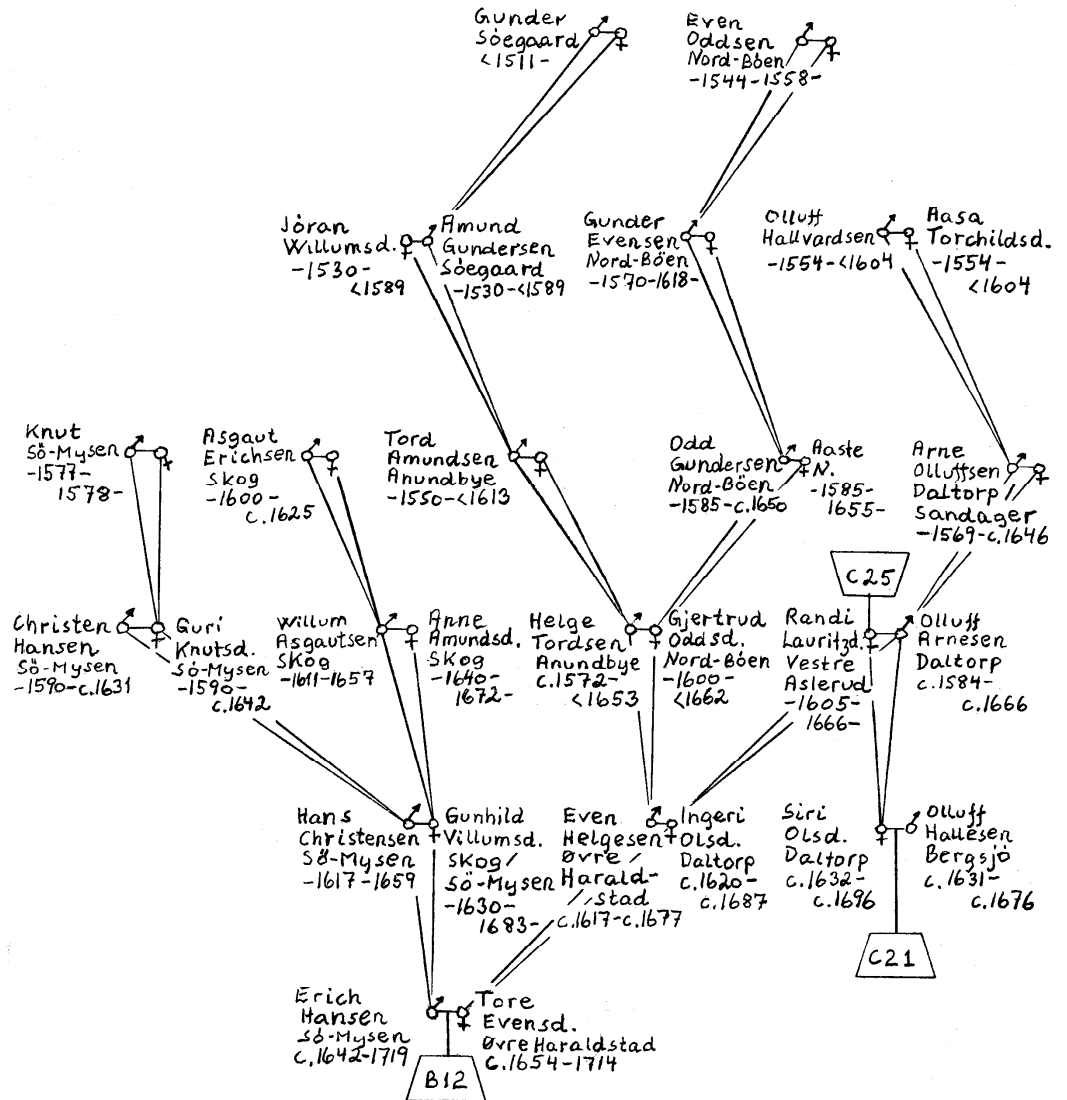 Gunder
Söegaard
<1511-
Even
Oddsen
Nord-Böen
-1544-1558-
Jöran
Willumsd.
-1530-
<1589
Amund
Gundersen
Söegaard
-1530-<1589
Gunder
Evensen
Nord-Böen
-1570-1618-
Olluff
Hallvardsen
-1554-<1604
Aasa
Torchildsd.
-1554-
<1604
Knut
Sö-Mysen
-1577-
1578-
Asgaut
Erichsen
Skog
-1600-
c.1625
Tord
Amundsen
Anundbye
-1550-<1613
Odd
Gundersen
Nord-Böen
-1585-c.1650
Aaste
N.
-1585-
1655-
Arne
Olluffsen
Daltorp
Sandager
-1569-c.1646
C25
Christen
Hansen
Sö-Mysen
-1590-c.1631
Guri
Knutsd.
Sö-Mysen
-1590-
c.1642
Willum
Asgautsen
Skog
-1611-1657
Anne
Amundsd.
Skog
-1640-
1672-
Helge
Tordsen
Anundbye
c.1572-
<1653
Gjertrud
Oddsd.
Nord-Böen
-1600-
<1662
Randi
Lauritzd.
Vestre
Aslerud
-1605-
1666-
Olluff
Arnesen
Daltorp
c.1584-
c.1666
Hans
Christensen
Sö-Mysen
-1617-1659
Gunhild
Villumsd.
Skog/
Sö-Mysen
-1630-
1683-
Even
Helgesen
Øvre/
Harald-
//stad
c.1617-c.1677
Ingeri
Olsd.
Daltorp
c.1620-
c.1687
Siri
Olsd.
Daltorp
c.1632-
c.1696
Olluff
Hallesen
Bergsjö
c.1631-
c.1676
C21
Erich
Hansen
Sö-Mysen
c.1642-1719
Tore
Evensd.
Øvre Haraldstad
c.1654-1714
B12